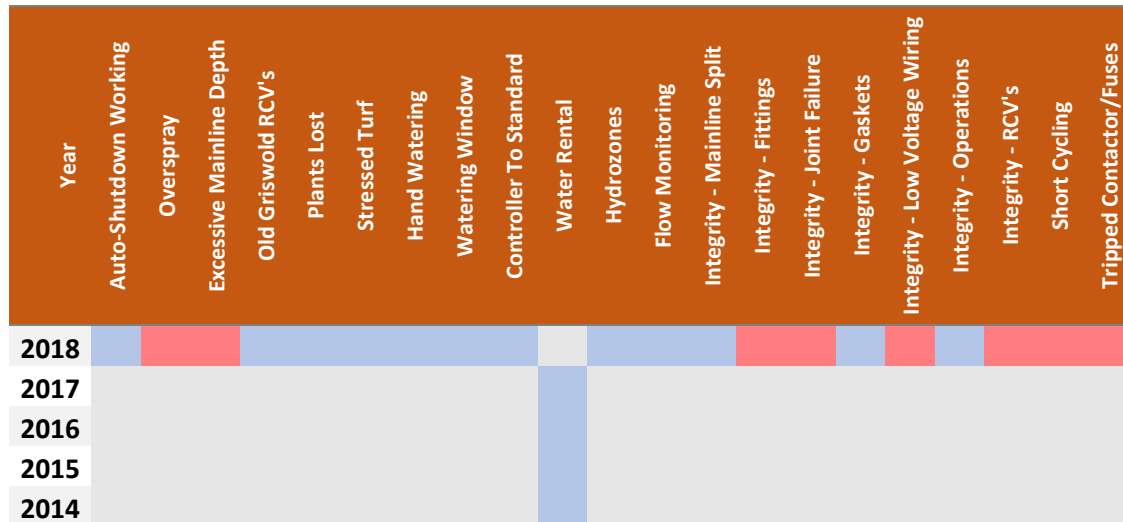 Year
Auto-Shutdown Working
Overspray
Excessive Mainline Depth
Old Griswold RCV's
Plants Lost
Stressed Turf
Hand Watering
Watering Window
Controller To Standard
Water Rental
Hydrozones
Flow Monitoring
Integrity - Mainline Split
Integrity - Fittings
Integrity - Joint Failure
Integrity - Gaskets
Integrity - Low Voltage Wiring
Integrity - Operations
Integrity - RCV's
Short Cycling
Tripped Contactor/Fuses
2018
2017
2016
2015
2014